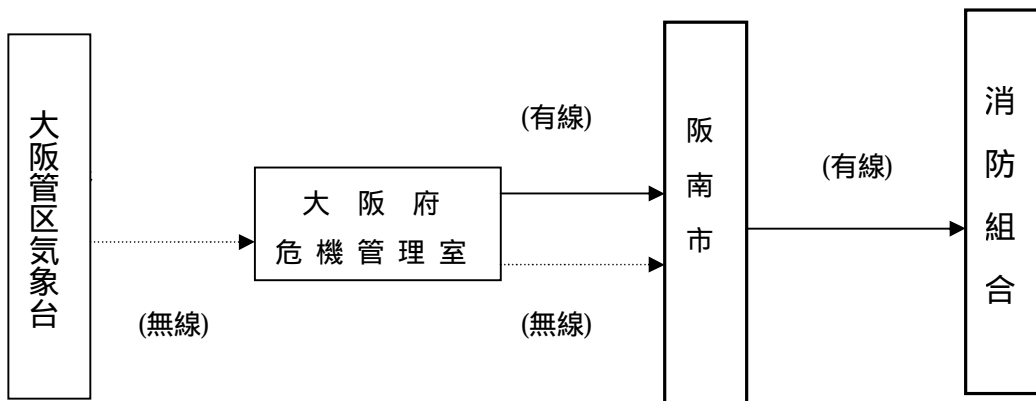 大阪管区気象台
(無線)
大阪府
危機管理室
(有線)
(無線)
阪南市
(有線)
消防組合